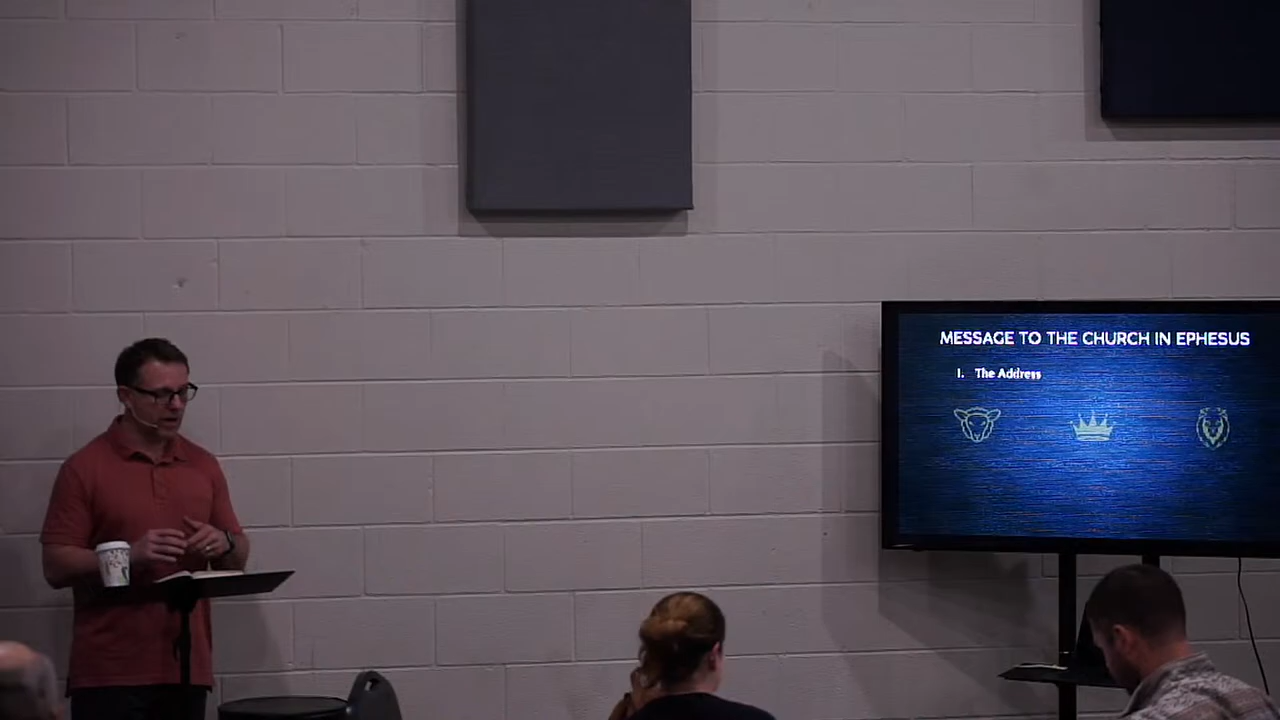 MESSAGE TO THE CHURCH IN EPHESUS
I. The Address